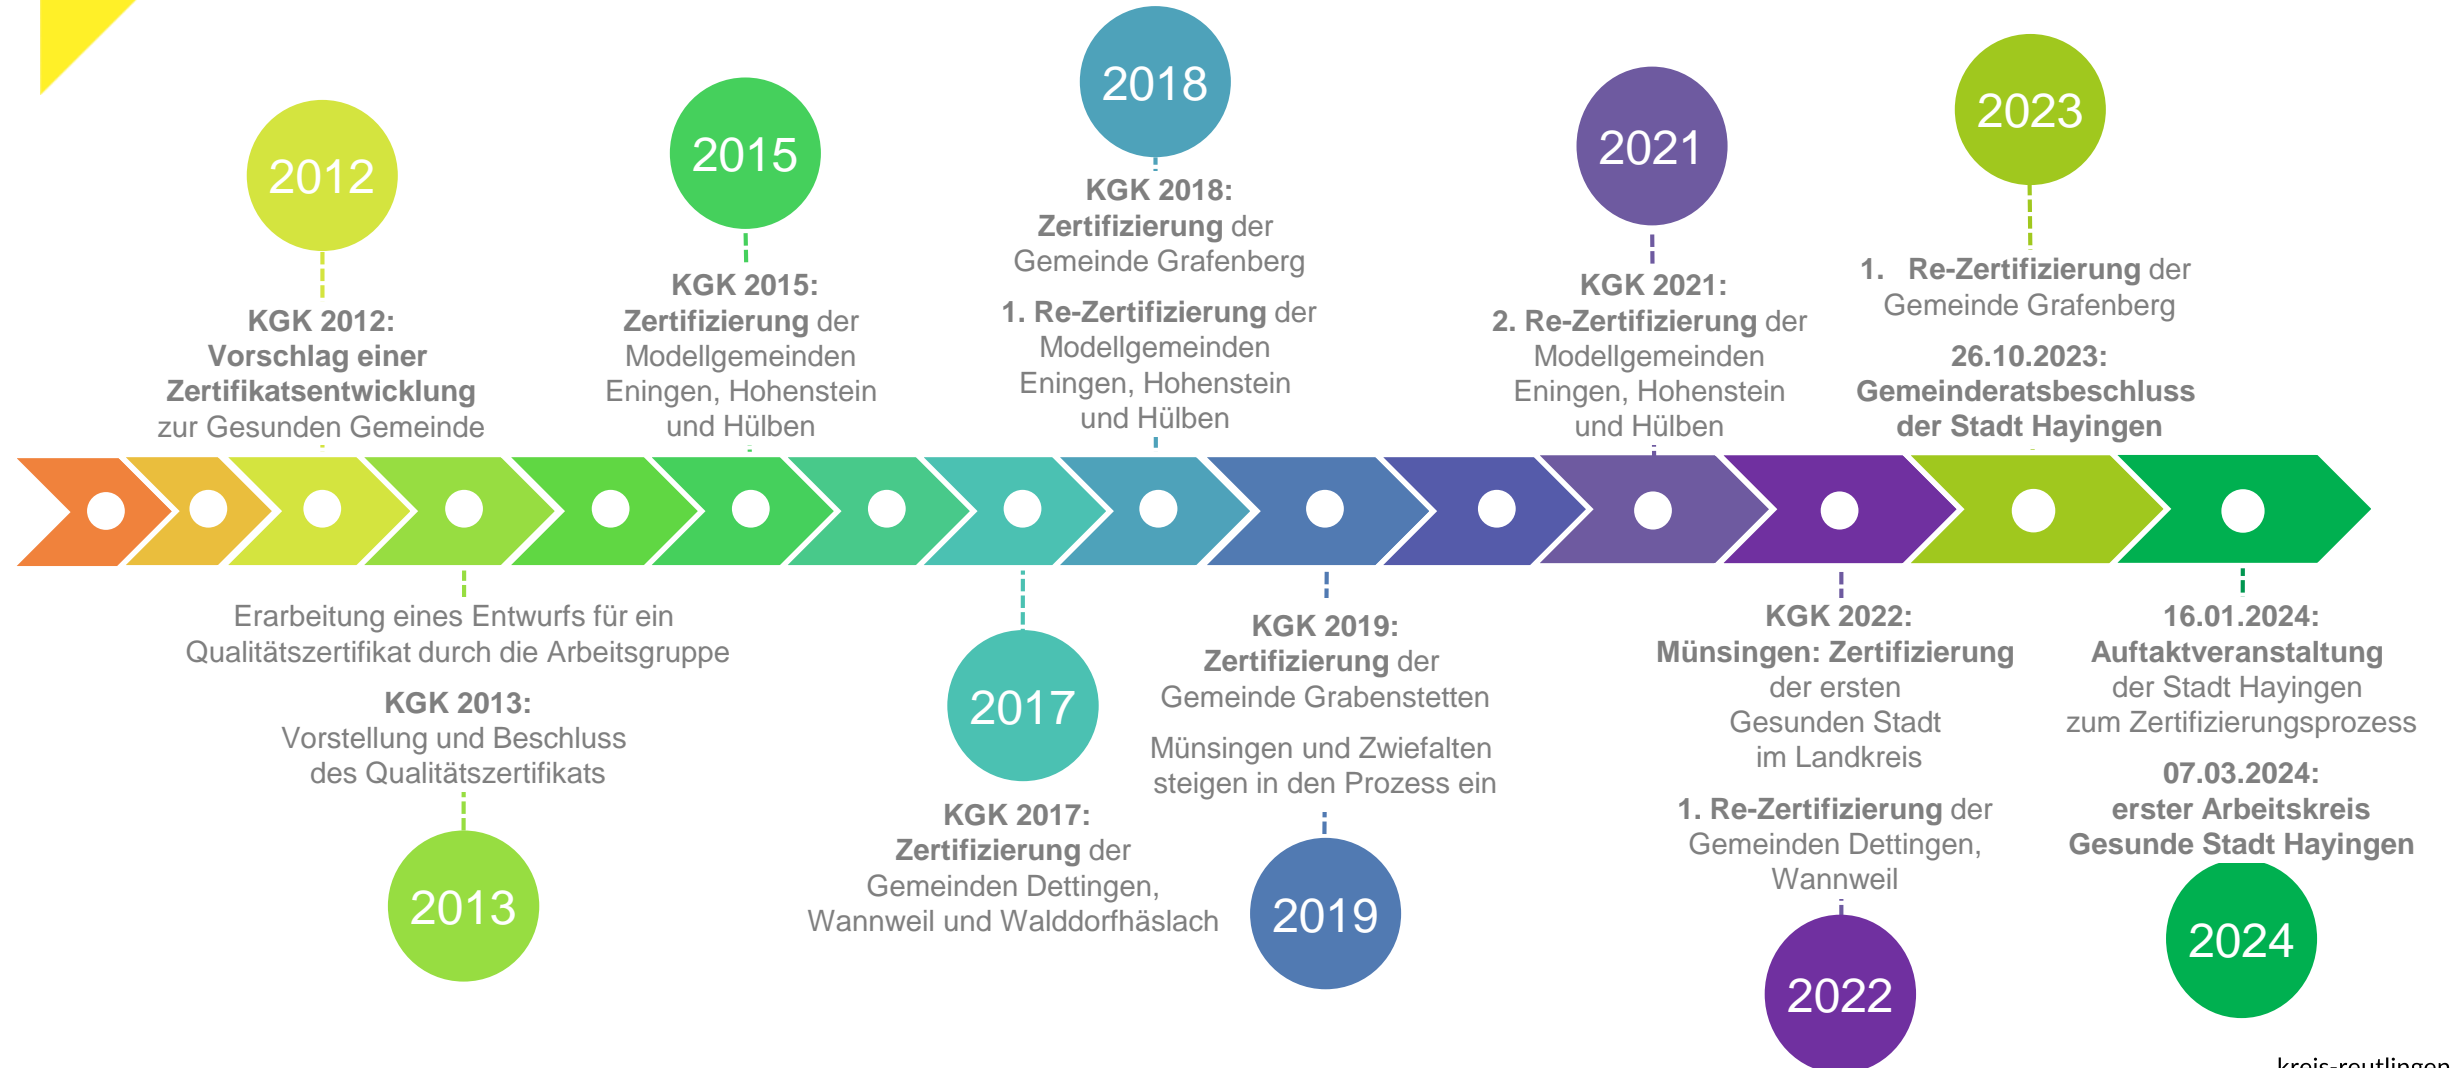 2012
KGK 2012:
Vorschlag einer
Zertifikatsentwicklung
zur Gesunden Gemeinde
Erarbeitung eines Entwurfs für ein
Qualitätszertifikat durch die Arbeitsgruppe
KGK 2013:
Vorstellung und Beschluss
des Qualitätszertifikats
2013
2015
KGK 2015:
Zertifizierung der
Modellgemeinden
Eningen, Hohenstein
und Hülben
2017
KGK 2017:
Zertifizierung der
Gemeinden Dettingen,
Wannweil und Walddorfhäslach
2018
KGK 2018:
Zertifizierung der
Gemeinde Grafenberg
1. Re-Zertifizierung der
Modellgemeinden
Eningen, Hohenstein
und Hülben
KGK 2019:
Zertifizierung der
Gemeinde Grabenstetten
Münsingen und Zwiefalten
steigen in den Prozess ein
2019
2021
KGK 2021:
2. Re-Zertifizierung der
Modellgemeinden
Eningen, Hohenstein
und Hülben
KGK 2022:
Münsingen: Zertifizierung
der ersten
Gesunden Stadt
im Landkreis
1. Re-Zertifizierung der
Gemeinden Dettingen,
Wannweil
2022
2023
1. Re-Zertifizierung der
Gemeinde Grafenberg
26.10.2023:
Gemeinderatsbeschluss
der Stadt Hayingen
16.01.2024:
Auftaktveranstaltung
der Stadt Hayingen
zum Zertifizierungsprozess
07.03.2024:
erster Arbeitskreis
Gesunde Stadt Hayingen
2024
kreis-reutlingen